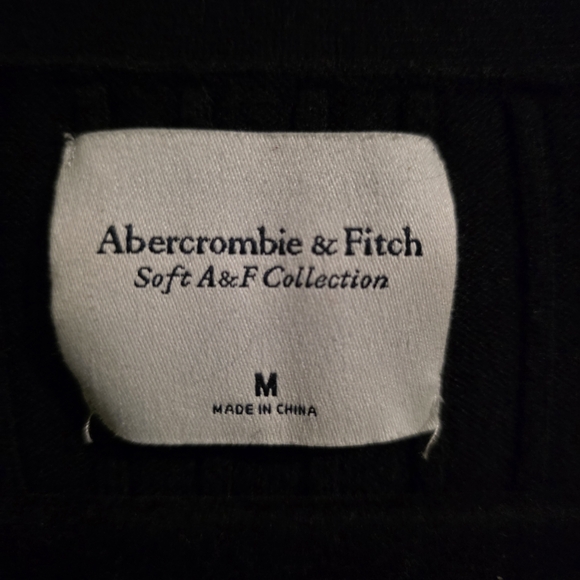 Abercrombie & Fitch
Soft A&F Collection
M
MADE IN CHINA